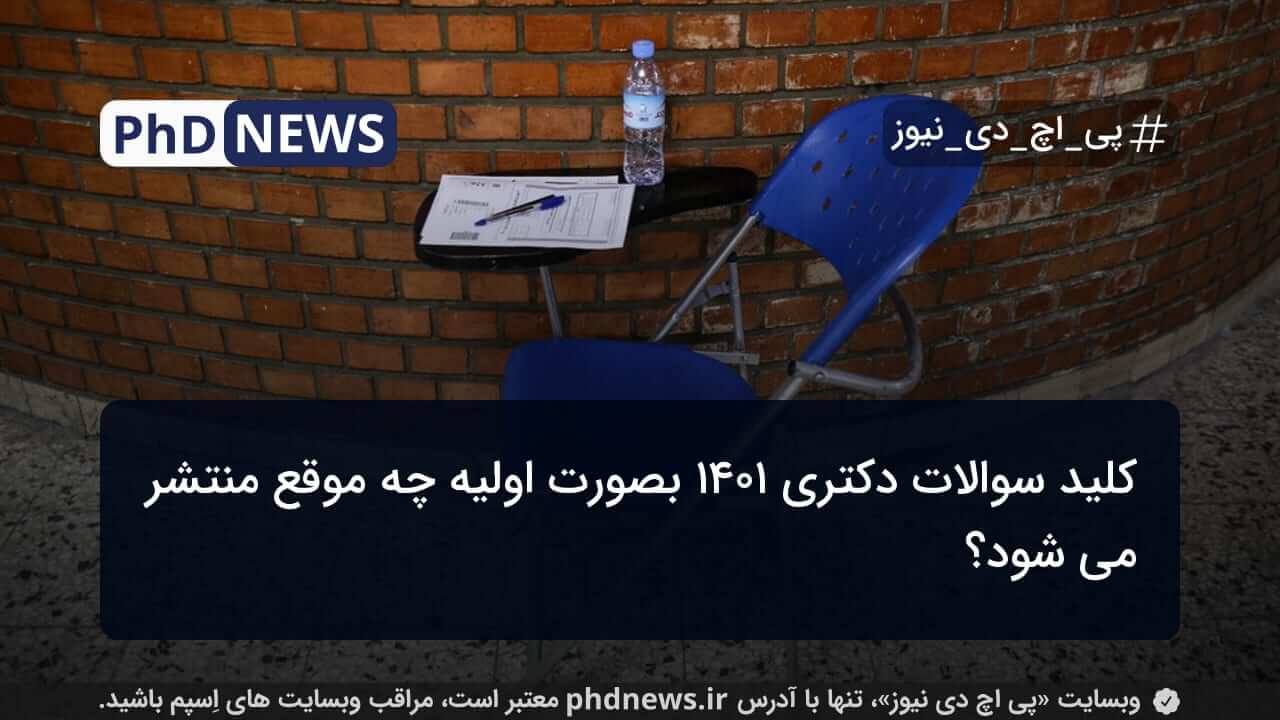 PhD NEWS
#پی_اچ_دی_نیوز
کلید سوالات دکتری ۱۴۰۱ بصورت اولیه چه موقع منتشر
می شود؟
وبسایت «پی اچ دی نیوز»، تنها با آدرس phdnews.ir معتبر است، مراقب وبسایت های اِسپم باشید.